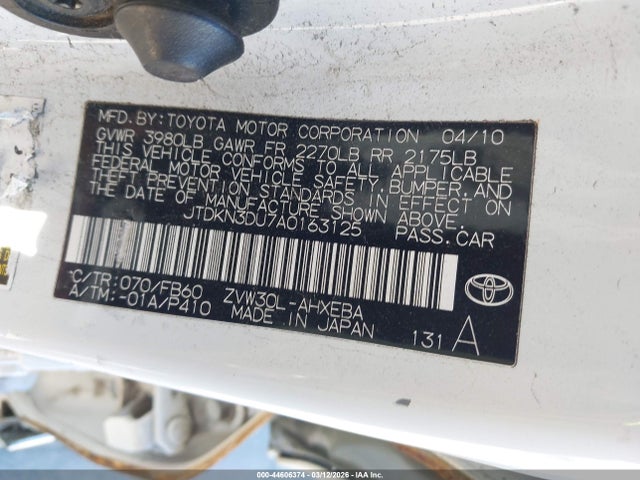 MFD. BY: TOYOTA MOTOR CORPORATION 04/10
GVWR 3980LB GAWR FR 2270LB RR 2175LB
THIS VEHICLE CONFORMS TO ALL APPLICABLE
FEDERAL MOTOR VEHICLE SAFETY, BUMPER, AND
THEFT PREVENTION STANDARDS IN EFFECT ON
THE DATE OF MANUFACTURE SHOWN ABOVE.
JTDKN3DU7A0163125 PASS. CAR
C/TR: 070/FB60 ZVW30L-AHXEBA
A/TM: -01A/P410 MADE IN JAPAN
TOYOTA
131 A
000-44606374 | 03/12/2026 | IAAI.COM